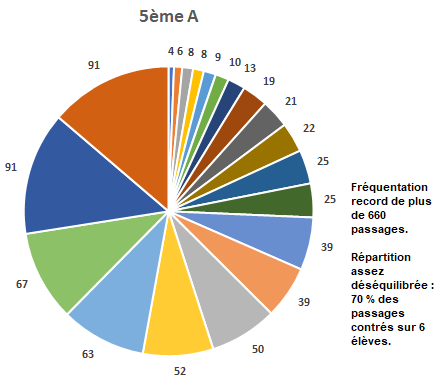 5ème A
4 6 8 8 9 10 13
19
21
22
25
25
39
39
50
52
63
67
91
91
Fréquentation
record de plus
de 660
passages.
Répartition
assez
déséquilibrée :
70 % des
passages
contrés sur 6
élèves.